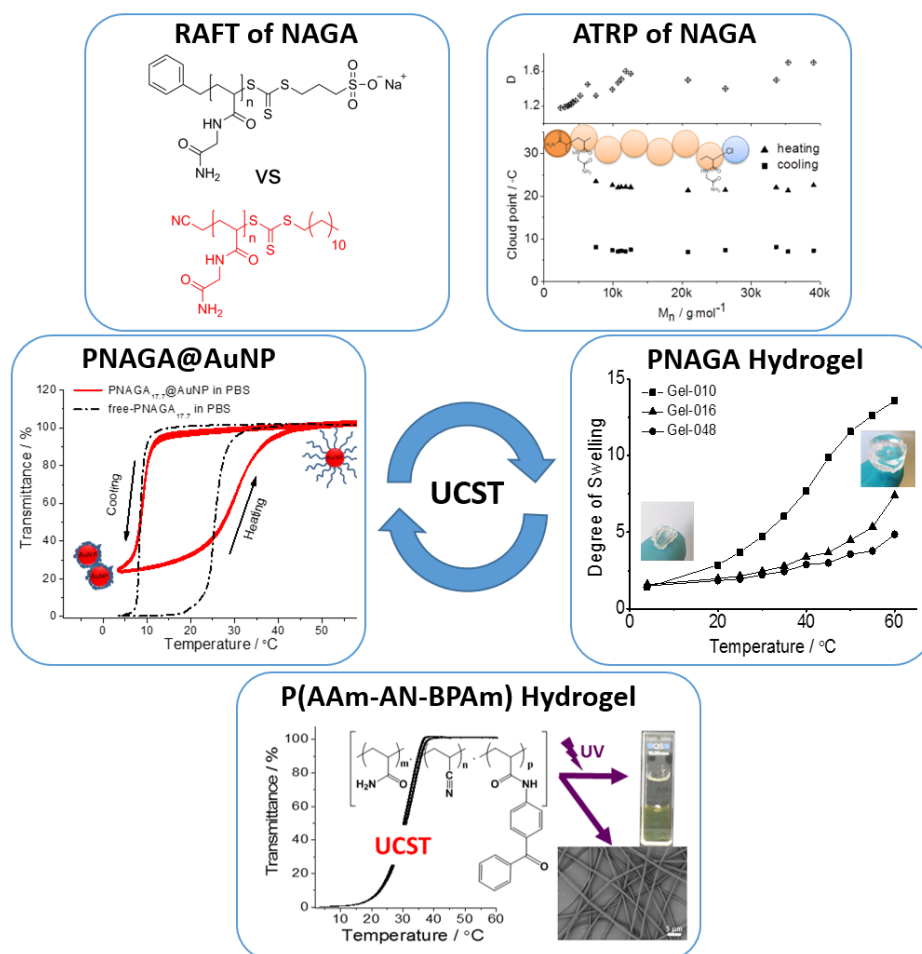 RAFT of NAGA
S S
S
n
S
O
O
O⁻ Na⁺
HN O
O
NH₂
VS
NC
S S
S
n
10
HN O
O
NH₂
ATRP of NAGA
D
1.6
1.2
Cl
heating
cooling
Cloud point / -C
30
20
10
0
0 10k 20k 30k 40k
Mn / g·mol⁻¹
PNAGA@AuNP
PNAGA17.7@AuNP in PBS
free-PNAGA17.7 in PBS
Transmittance / %
120
100
80
60
40
20
0
Cooling
Heating
AuNP
AuNP
AuNP
0 10 20 30 40 50
Temperature / °C
UCST
PNAGA Hydrogel
Gel-010
Gel-016
Gel-048
Degree of Swelling
15
10
5
0
0 20 40 60
Temperature / °C
P(AAm-AN-BPAm) Hydrogel
Transmittance / %
100
80
60
40
20
0
m n p
H₂N O
C
N
O NH
O
UCST
UV
QS
10 20 30 40 50 60
Temperature / °C
5 µm